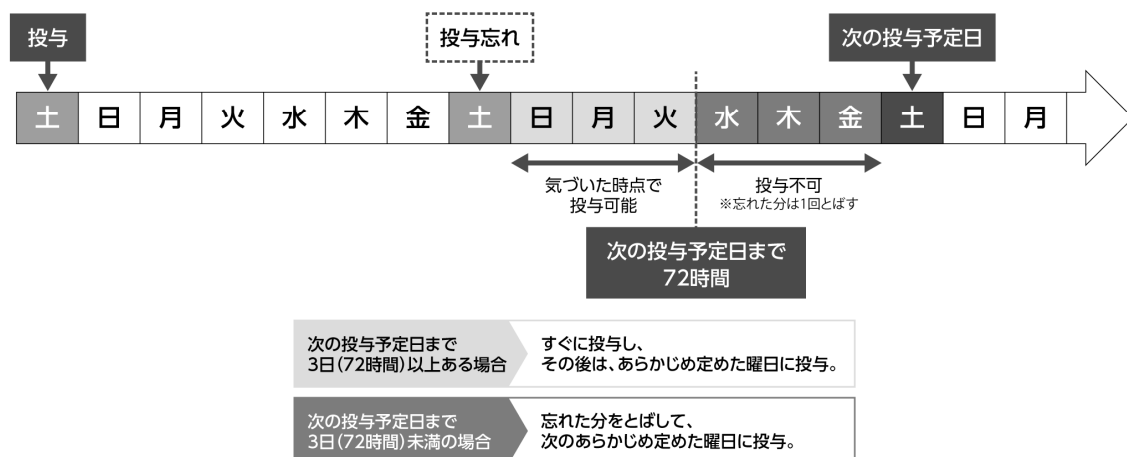 投与
投与忘れ
次の投与予定日
土 日 月 火 水 木 金 土 日 月 火 水 木 金 土 日 月
気づいた時点で
投与可能
投与不可
※忘れた分は1回とばす
次の投与予定日まで
72時間
次の投与予定日まで
3日(72時間)以上ある場合
すぐに投与し、
その後は、あらかじめ定めた曜日に投与。
次の投与予定日まで
3日(72時間)未満の場合
忘れた分をとばして、
次のあらかじめ定めた曜日に投与。